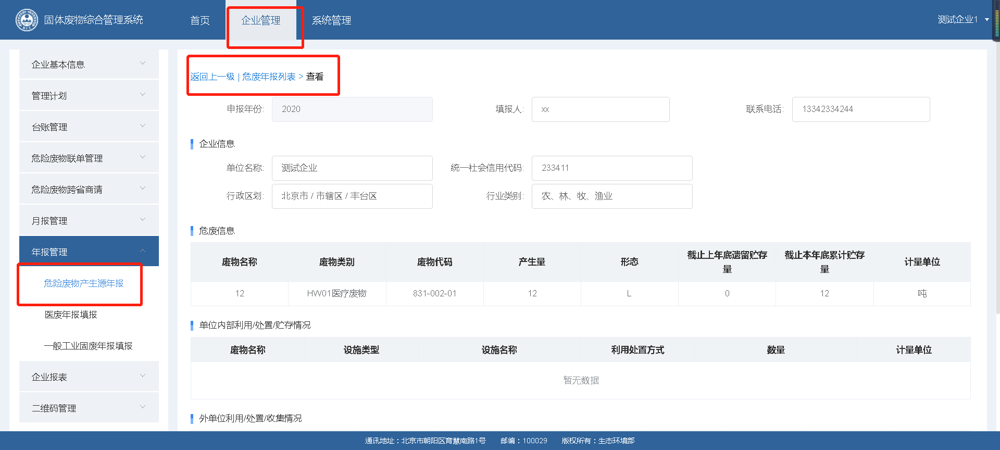 固体废物综合管理系统 首页 企业管理 系统管理 测试企业1
企业基本信息
管理计划
台账管理
危险废物联单管理
危险废物跨省商请
月报管理
年报管理
危险废物产生源年报
医废年报填报
一般工业固废年报填报
企业报表
二维码管理
返回上一级 | 危废年报列表 > 查看
申报年份: 2020 填报人: xx 联系电话: 13342334244
企业信息
单位名称: 测试企业 统一社会信用代码: 233411
行政区划: 北京市 / 市辖区 / 丰台区 行业类别: 农、林、牧、渔业
危废信息
废物名称 废物类别 废物代码 产生量 形态 截止上年底遗留贮存量 截止本年底累计贮存量 计量单位
12 HW01医疗废物 831-002-01 12 L 0 12 吨
单位内部利用/处置/贮存情况
废物名称 设施类型 设施名称 利用处置方式 数量 计量单位
暂无数据
外单位利用/处置/收集情况
通讯地址：北京市朝阳区育慧南路1号 邮编：100029 版权所有：生态环境部